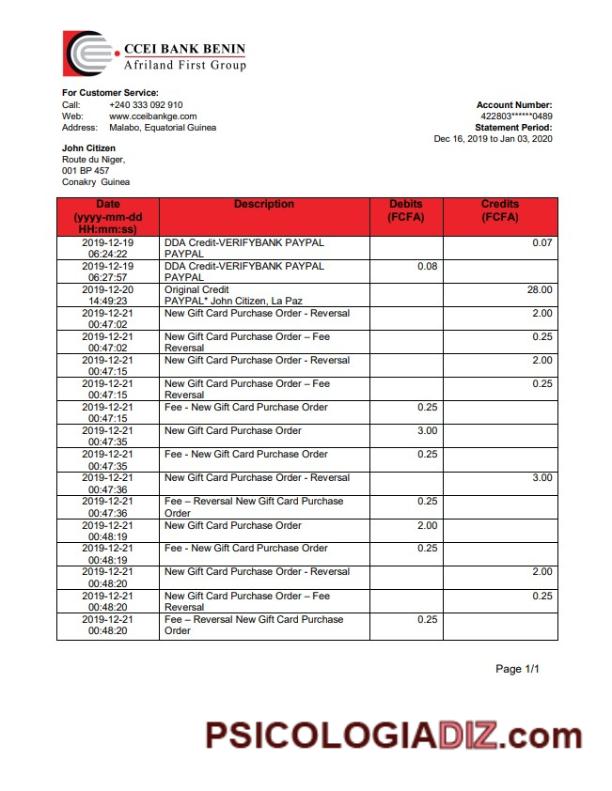 CCEI BANK BENIN
Afriland First Group
For Customer Service:
Call: +240 333 092 910
Web: www.cceibankge.com
Address: Malabo, Equatorial Guinea
Account Number:
422803******0489
Statement Period:
Dec 16, 2019 to Jan 03, 2020
John Citizen
Route du Niger,
001 BP 457
Conakry Guinea
Date Description Debits Credits
(yyyy-mm-dd (FCFA) (FCFA)
HH:mm:ss)
2019-12-19 DDA Credit-VERIFYBANK PAYPAL 0.07
06:24:22 PAYPAL
2019-12-19 DDA Credit-VERIFYBANK PAYPAL 0.08
06:27:57 PAYPAL
2019-12-20 Original Credit 28.00
14:49:23 PAYPAL* John Citizen, La Paz
2019-12-21 New Gift Card Purchase Order - Reversal 2.00
00:47:02
2019-12-21 New Gift Card Purchase Order – Fee 0.25
00:47:02 Reversal
2019-12-21 New Gift Card Purchase Order - Reversal 2.00
00:47:15
2019-12-21 New Gift Card Purchase Order – Fee 0.25
00:47:15 Reversal
2019-12-21 Fee - New Gift Card Purchase Order 0.25
00:47:15
2019-12-21 New Gift Card Purchase Order 3.00
00:47:35
2019-12-21 Fee - New Gift Card Purchase Order 0.25
00:47:35
2019-12-21 New Gift Card Purchase Order - Reversal 3.00
00:47:36
2019-12-21 Fee – Reversal New Gift Card Purchase 0.25
00:47:36 Order
2019-12-21 New Gift Card Purchase Order 2.00
00:48:19
2019-12-21 Fee - New Gift Card Purchase Order 0.25
00:48:19
2019-12-21 New Gift Card Purchase Order - Reversal 2.00
00:48:20
2019-12-21 New Gift Card Purchase Order – Fee 0.25
00:48:20 Reversal
2019-12-21 Fee – Reversal New Gift Card Purchase 0.25
00:48:20 Order
Page 1/1
PSICOLOGIADIZ.com